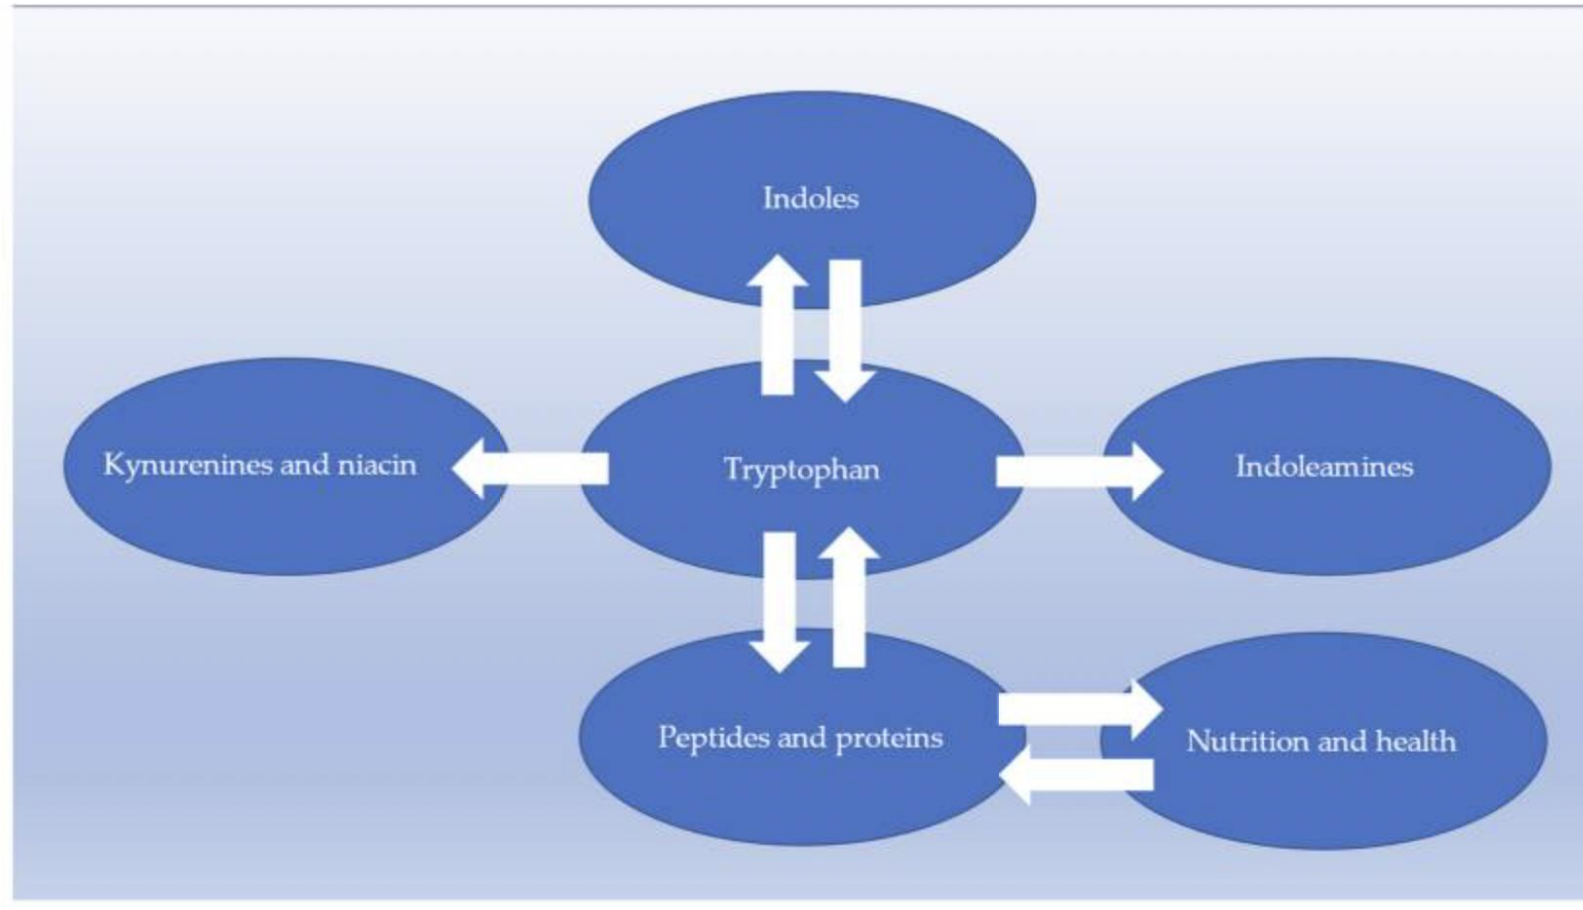 Indoles
Kynurenines and niacin
Tryptophan
Indoleamines
Peptides and proteins
Nutrition and health